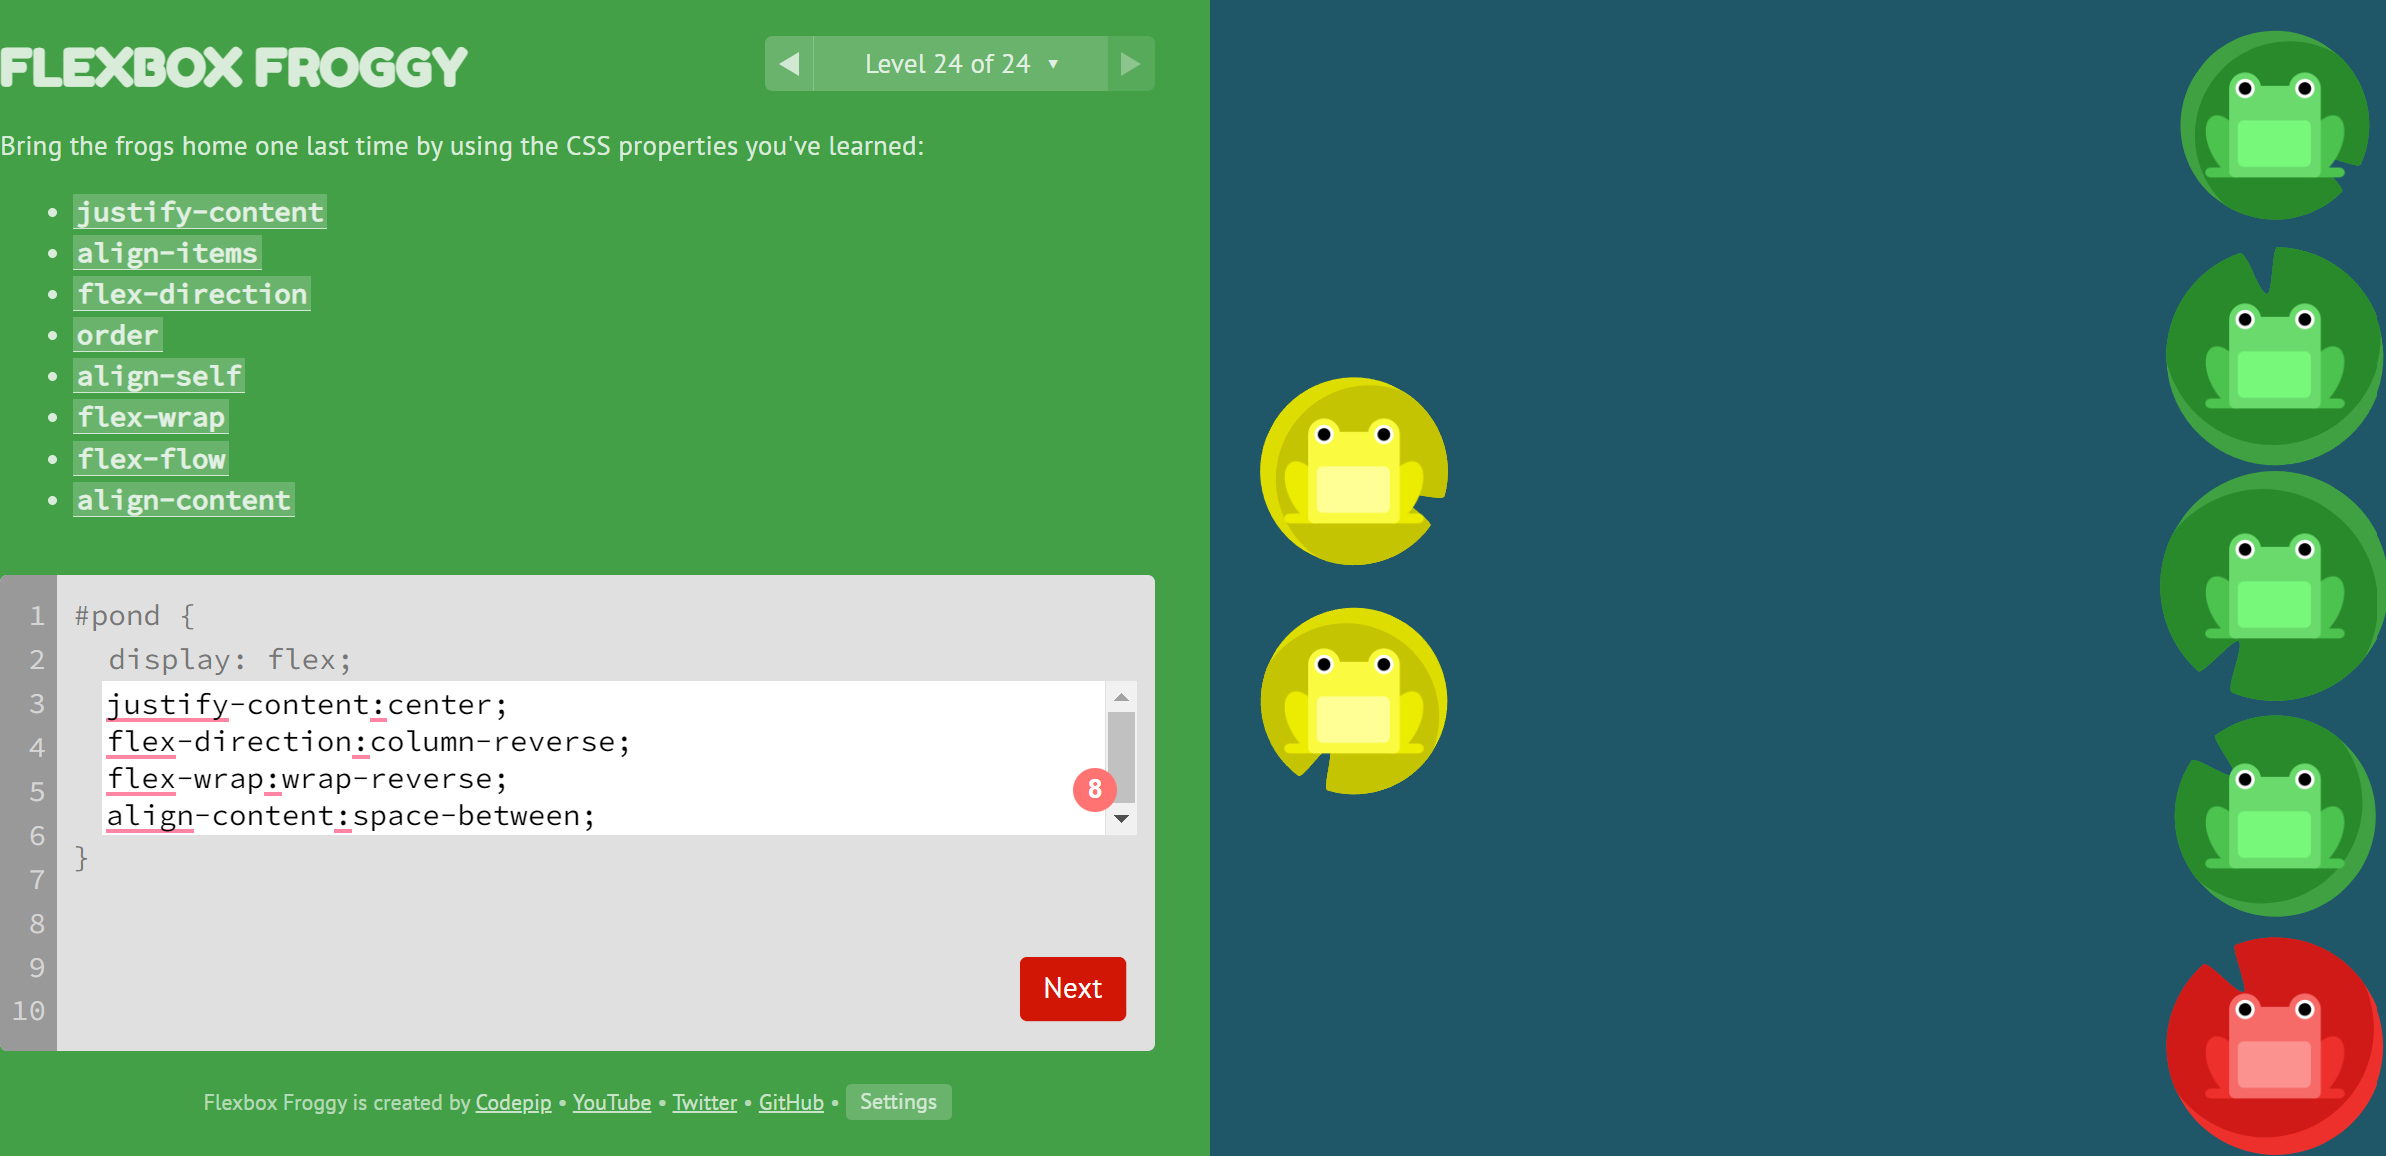 FLEXBOX FROGGY
Level 24 of 24 ▼
Bring the frogs home one last time by using the CSS properties you've learned:
• justify-content
• align-items
• flex-direction
• order
• align-self
• flex-wrap
• flex-flow
• align-content
1 #pond {
2 display: flex;
3 justify-content:center;
4 flex-direction:column-reverse;
5 flex-wrap:wrap-reverse;
8
6 align-content:space-between;
}
7
8
9
10
Next
Flexbox Froggy is created by Codepip • YouTube • Twitter • GitHub • Settings